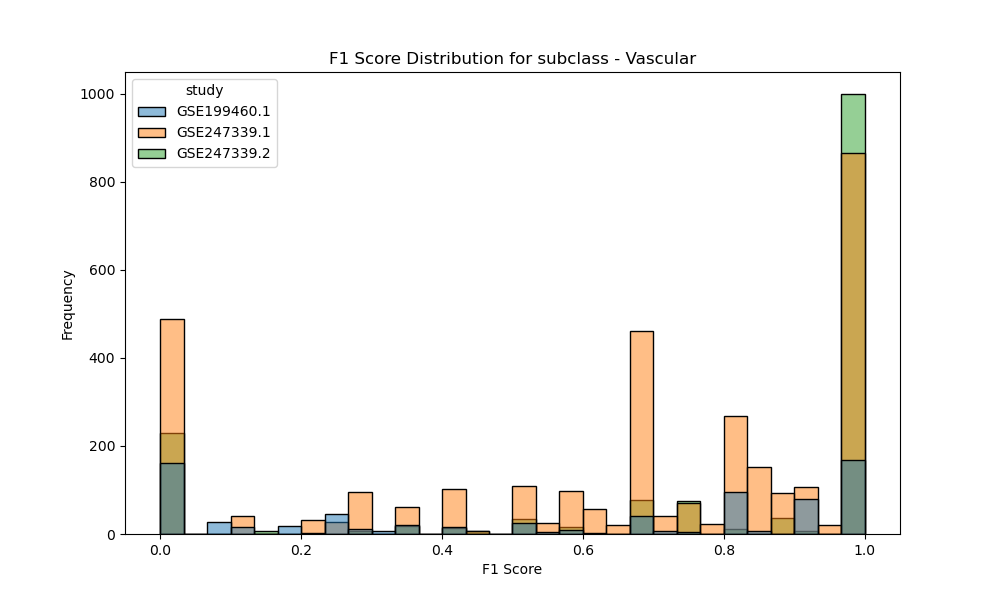 F1 Score Distribution for subclass - Vascular
study
GSE199460.1
GSE247339.1
GSE247339.2
1000
800
600
400
200
0
Frequency
0.0 0.2 0.4 0.6 0.8 1.0
F1 Score